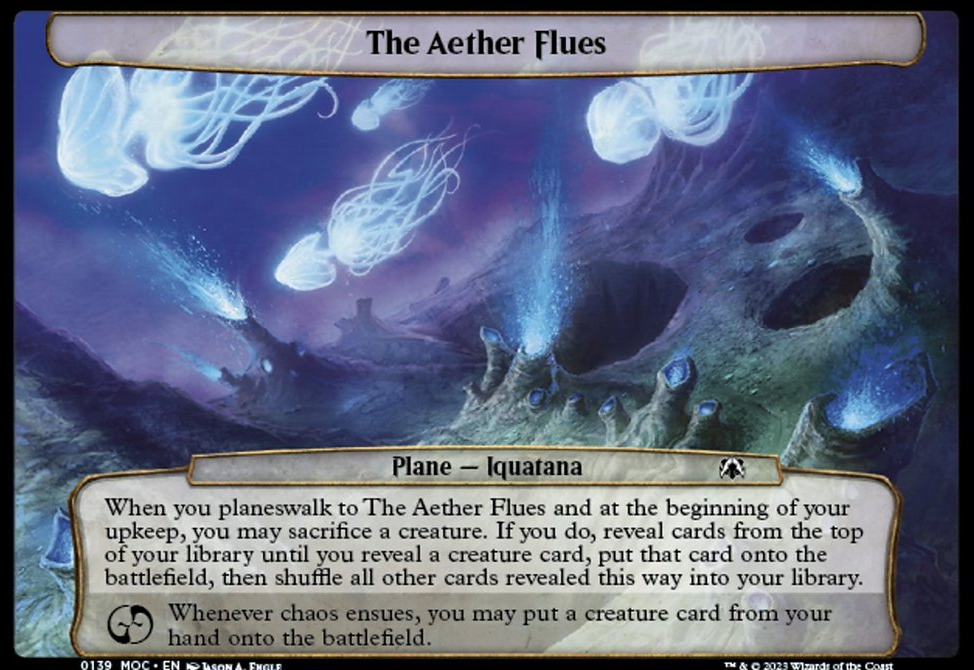 The Aether Flues
Plane — Iquatana
When you planeswalk to The Aether Flues and at the beginning of your
upkeep, you may sacrifice a creature. If you do, reveal cards from the top
of your library until you reveal a creature card, put that card onto the
battlefield, then shuffle all other cards revealed this way into your library.
Whenever chaos ensues, you may put a creature card from your
hand onto the battlefield.
0139 MOC • EN Jason A. Engle ™ & © 2023 Wizards of the Coast